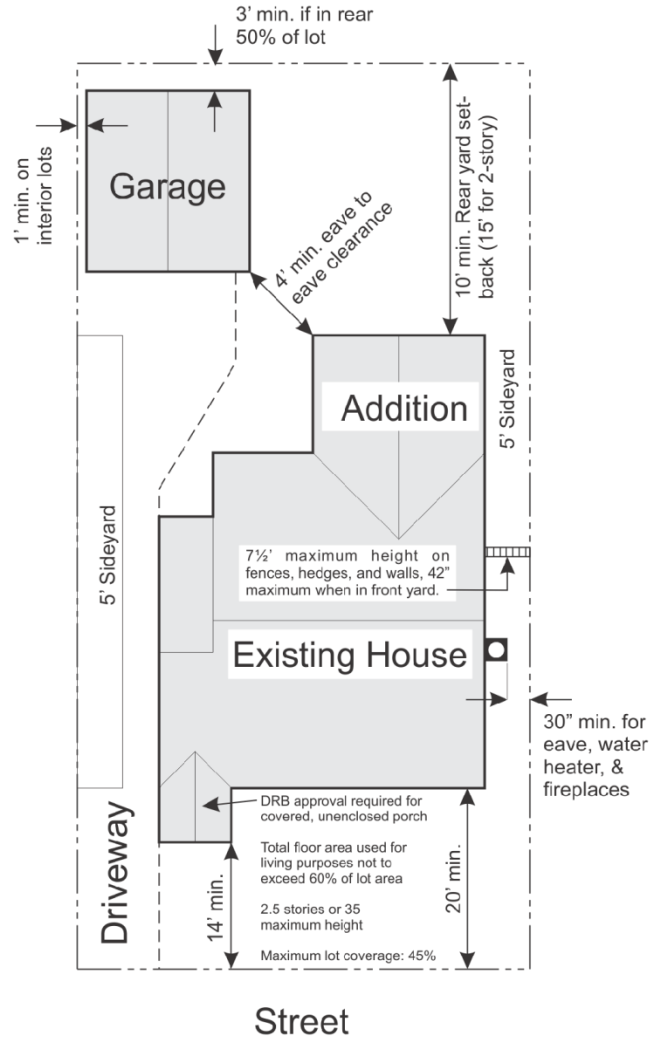 3’ min. if in rear
50% of lot
1’ min. on
interior lots
Garage
4’ min. eave to
eave clearance
10’ min. Rear yard set-
back (15’ for 2-story)
Addition
5’ Sideyard
5’ Sideyard
7½’ maximum height on
fences, hedges, and walls, 42”
maximum when in front yard.
Existing House
30” min. for
eave, water
heater, &
fireplaces
DRB approval required for
covered, unenclosed porch
Total floor area used for
living purposes not to
exceed 60% of lot area
2.5 stories or 35
maximum height
Maximum lot coverage: 45%
Driveway
14’ min.
20’ min.
Street